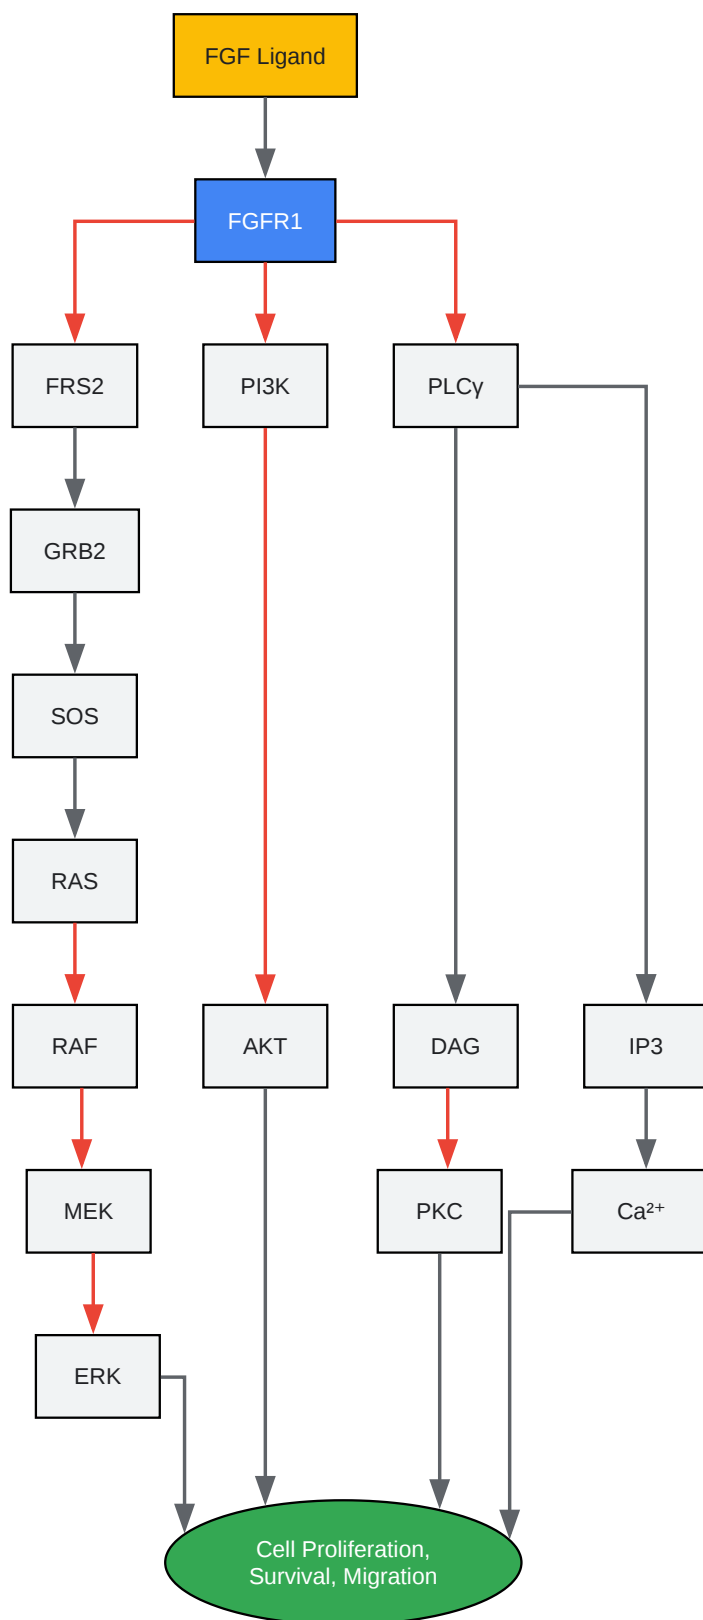 FGF Ligand
FGFR1
FRS2
PI3K
PLCγ
GRB2
SOS
RAS
RAF
AKT
DAG
IP3
MEK
PKC
Ca²⁺
ERK
Cell Proliferation,
Survival, Migration